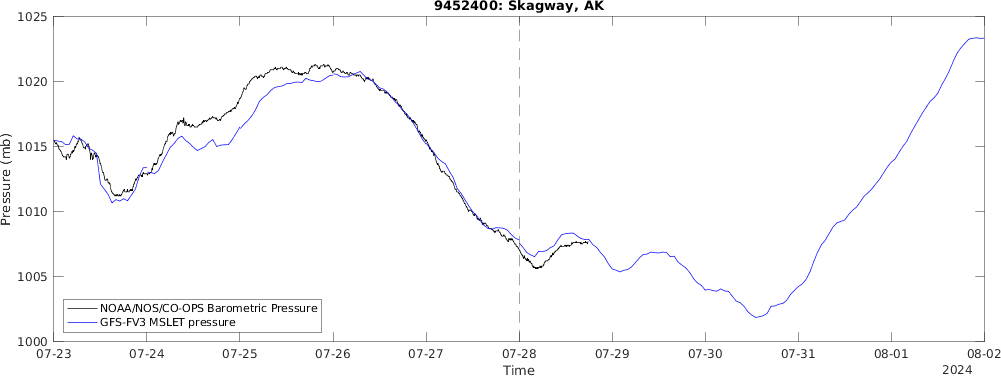 9452400: Skagway, AK
Pressure (mb)
1025
1020
1015
1010
1005
1000
NOAA/NOS/CO-OPS Barometric Pressure
GFS-FV3 MSLET pressure
07-23 07-24 07-25 07-26 07-27 07-28 07-29 07-30 07-31 08-01 08-02
Time
2024